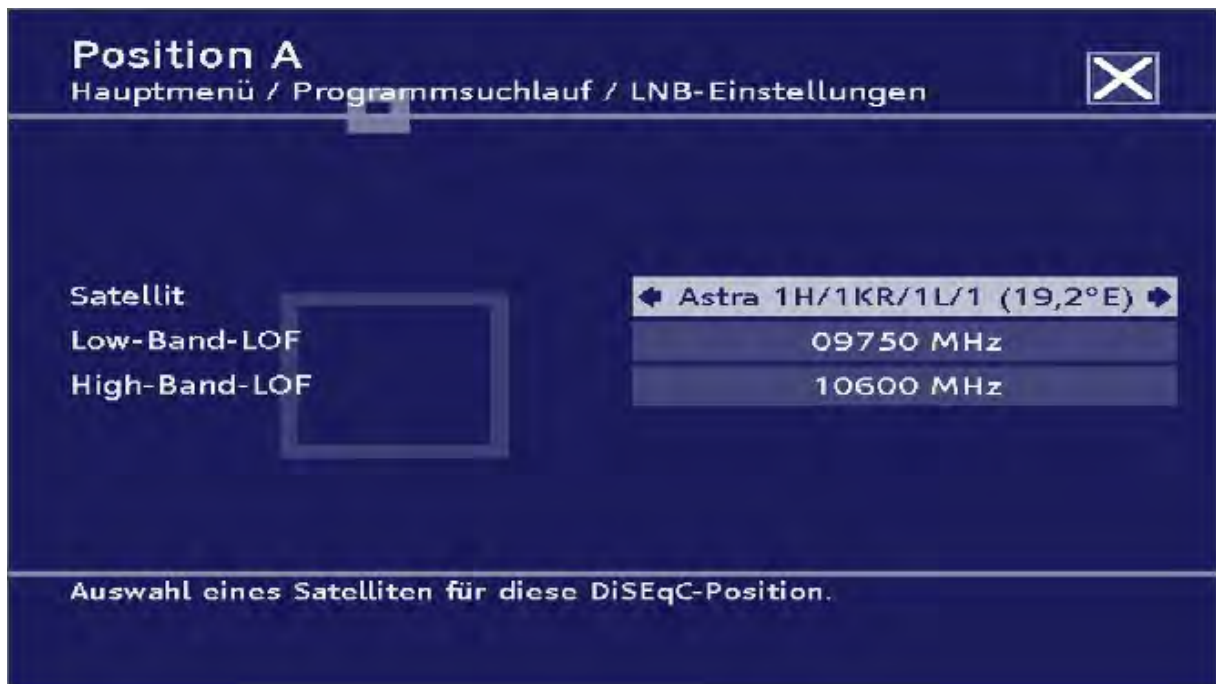 Position A
Hauptmenü / Programmsuchlauf / LNB-Einstellungen
Satellit Astra 1H/1KR/1L/1 (19,2°E)
Low-Band-LOF 09750 MHz
High-Band-LOF 10600 MHz
Auswahl eines Satelliten für diese DiSEqC-Position.